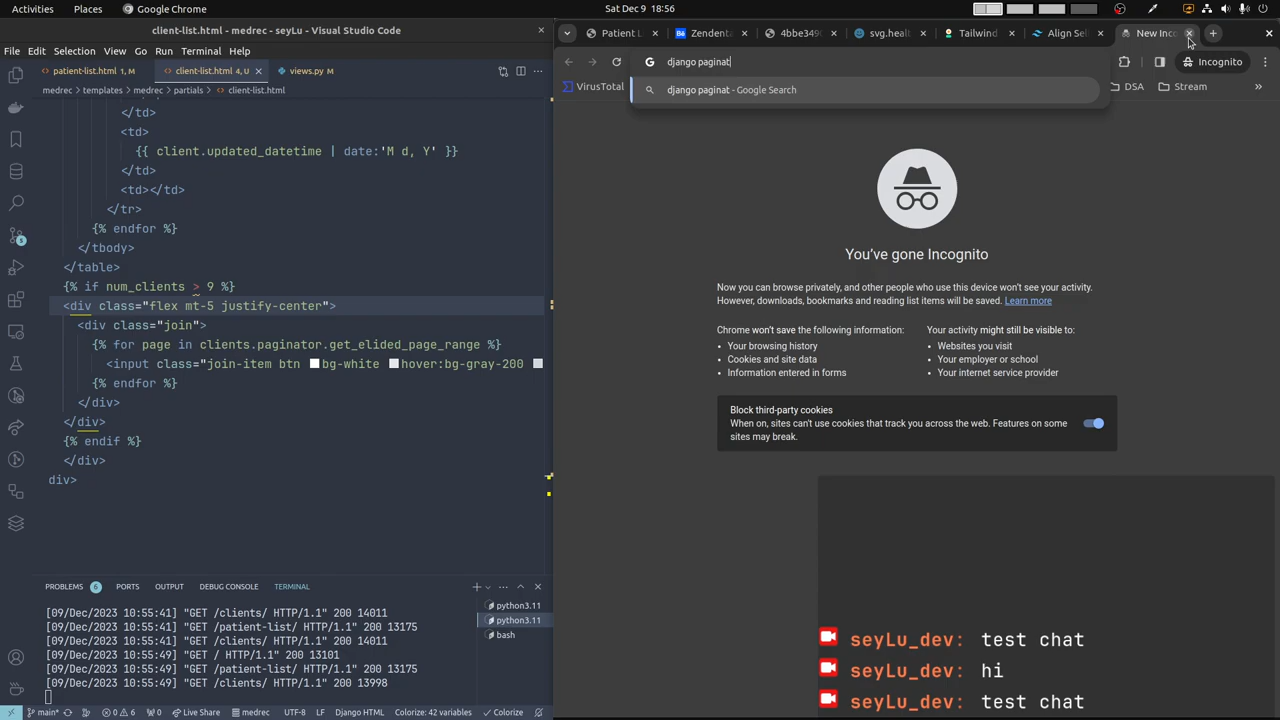 Activities Places Google Chrome Sat Dec 9 18:56
client-list.html - medrec - seyLu - Visual Studio Code
File Edit Selection View Go Run Terminal Help
patient-list.html 1, M client-list.html 4, U views.py M
medrec > templates > medrec > partials > client-list.html
</td>
<td>
{{ client.updated_datetime | date:'M d, Y' }}
</td>
<td></td>
</tr>
{% endfor %}
</tbody>
</table>
{% if num_clients > 9 %}
<div class="flex mt-5 justify-center">
<div class="join">
{% for page in clients.paginator.get_elided_page_range %}
<input class="join-item btn bg-white hover:bg-gray-200
{% endfor %}
</div>
</div>
{% endif %}
</div>
div>
PROBLEMS 6 PORTS OUTPUT DEBUG CONSOLE TERMINAL
[09/Dec/2023 10:55:41] "GET /clients/ HTTP/1.1" 200 14011
[09/Dec/2023 10:55:41] "GET /patient-list/ HTTP/1.1" 200 13175
[09/Dec/2023 10:55:49] "GET /clients/ HTTP/1.1" 200 14011
[09/Dec/2023 10:55:49] "GET / HTTP/1.1" 200 13101
[09/Dec/2023 10:55:49] "GET /patient-list/ HTTP/1.1" 200 13175
[09/Dec/2023 10:55:49] "GET /clients/ HTTP/1.1" 200 13998
python3.11
python3.11
bash
main* 0 6 0 Live Share medrec UTF-8 LF Django HTML Colorize: 42 variables Colorize
Patient L Zendenta 4bbe3490 svg.healt Tailwind Align Sel New Inco
django paginat
Incognito
django paginat - Google Search
VirusTotal DSA Stream
You've gone Incognito
Now you can browse privately, and other people who use this device won't see your activity.
However, downloads, bookmarks and reading list items will be saved. Learn more
Chrome won't save the following information:
• Your browsing history
• Cookies and site data
• Information entered in forms
Your activity might still be visible to:
• Websites you visit
• Your employer or school
• Your internet service provider
Block third-party cookies
When on, sites can't use cookies that track you across the web. Features on some
sites may break.
seyLu_dev: test chat
seyLu_dev: hi
seyLu_dev: test chat